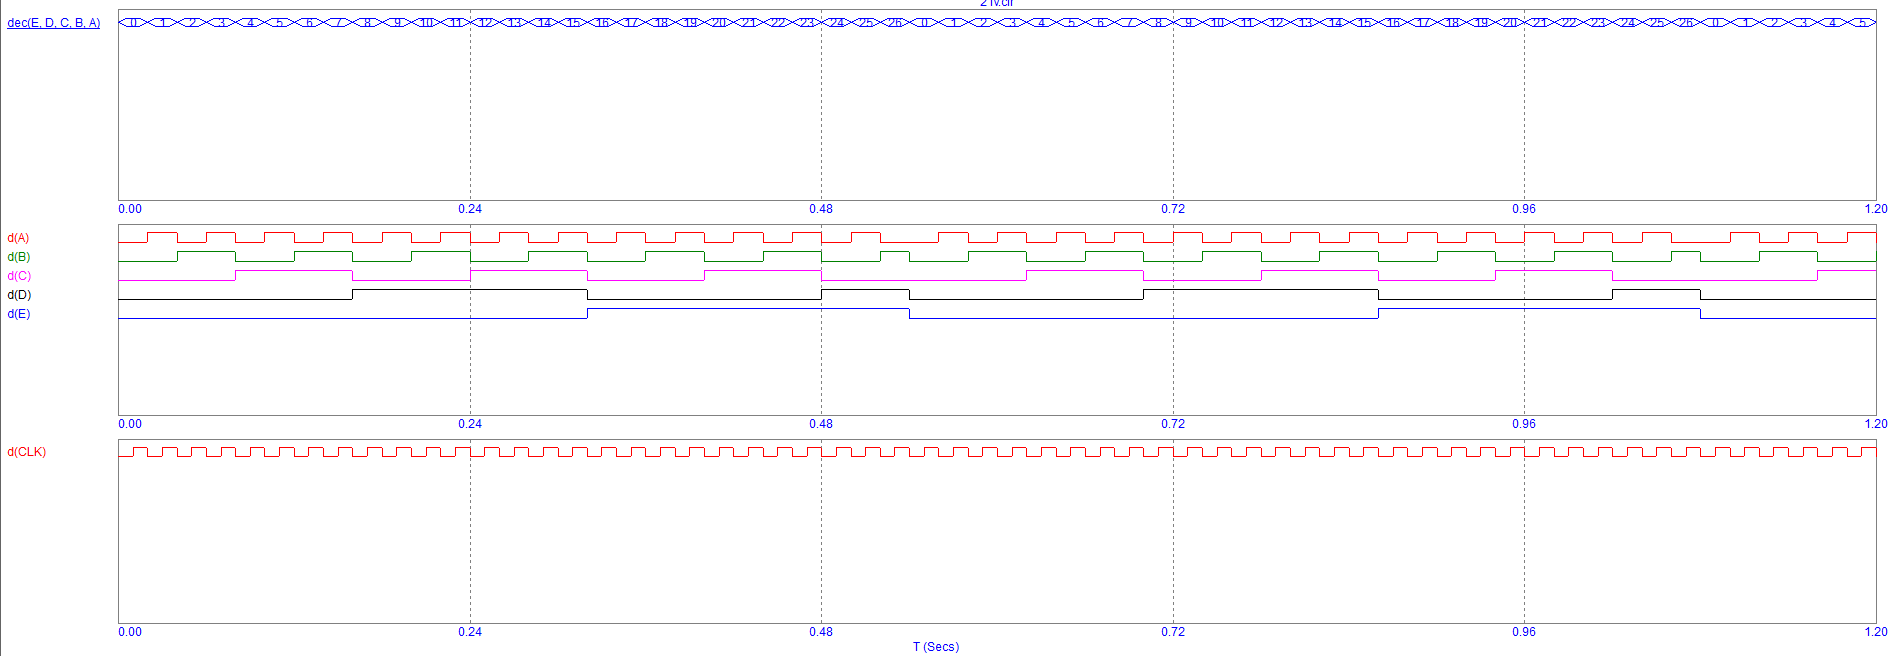 dec(E, D, C, B, A) 0 1 2 3 4 5 6 7 8 9 10 11 12 13 14 15 16 17 18 19 20 21 22 23 24 25 26 0 1 2 3 4 5 6 7 8 9 10 11 12 13 14 15 16 17 18 19 20 21 22 23 24 25 26 0 1 2 3 4 5
0.00 0.24 0.48 0.72 0.96 1.20
d(A)
d(B)
d(C)
d(D)
d(E)
0.00 0.24 0.48 0.72 0.96 1.20
d(CLK)
0.00 0.24 0.48 0.72 0.96 1.20
T (Secs)